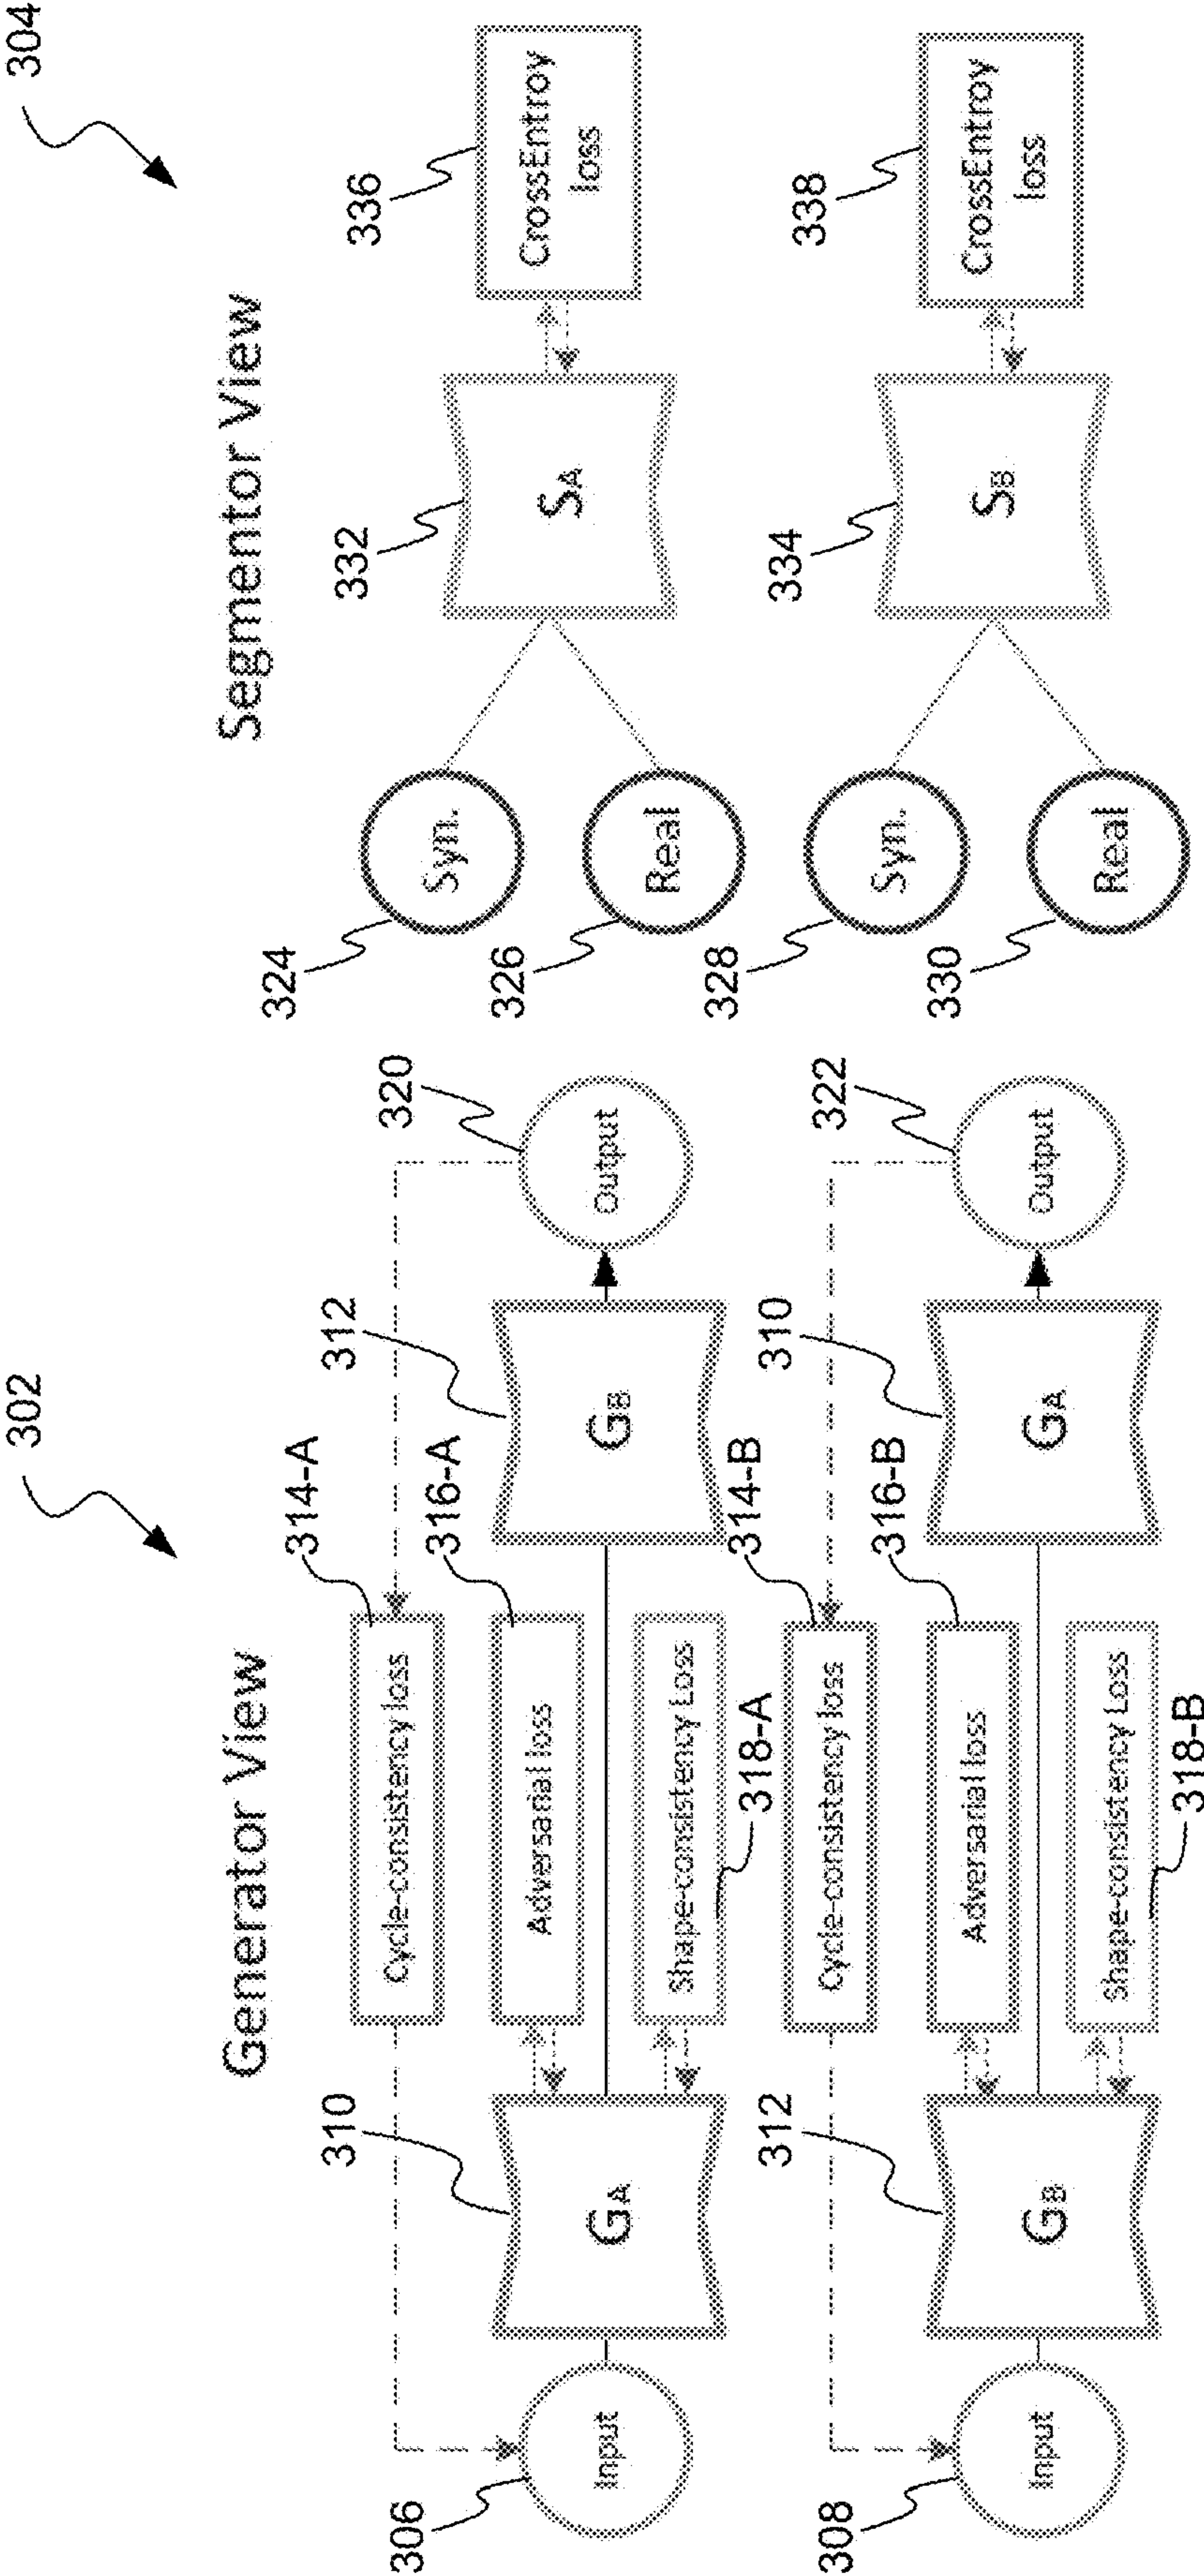 302
Generator View
314-A
Cycle-consistency loss
316-A
Adversarial loss
310
312
320
306
Input
GA
GB
Output
Shape-consistency Loss
318-A
314-B
Cycle-consistency loss
316-B
Adversarial loss
312
310
322
308
Input
GB
GA
Output
Shape-consistency Loss
318-B
304
Segmentor View
324
Syn.
332
336
SA
CrossEntroy
loss
326
Real
328
Syn.
334
338
SB
CrossEntroy
loss
330
Real